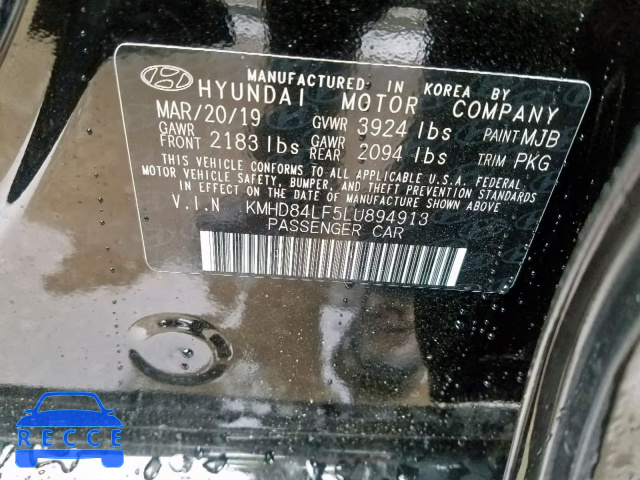 MANUFACTURED IN KOREA BY
HYUNDAI MOTOR COMPANY
MAR/20/19 GVWR 3924 lbs PAINT MJB
GAWR FRONT 2183 lbs GAWR REAR 2094 lbs TRIM PKG
THIS VEHICLE CONFORMS TO ALL APPLICABLE U.S.A. FEDERAL
MOTOR VEHICLE SAFETY, BUMPER, AND THEFT PREVENTION STANDARDS
IN EFFECT ON THE DATE OF MANUFACTURE SHOWN ABOVE
V.I.N KMHD84LF5LU894913
PASSENGER CAR
RECCE